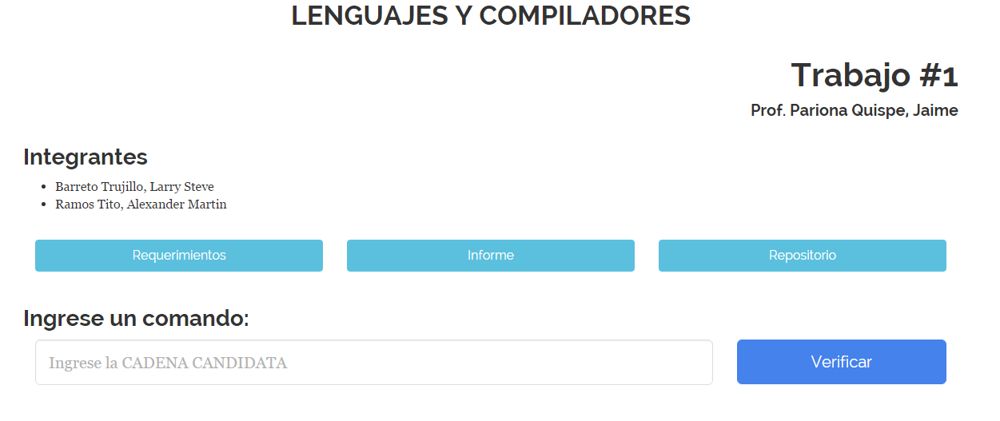 LENGUAJES Y COMPILADORES
Trabajo #1
Prof. Pariona Quispe, Jaime
Integrantes
Barreto Trujillo, Larry Steve
Ramos Tito, Alexander Martin
Requerimientos
Informe
Repositorio
Ingrese un comando:
Ingrese la CADENA CANDIDATA
Verificar